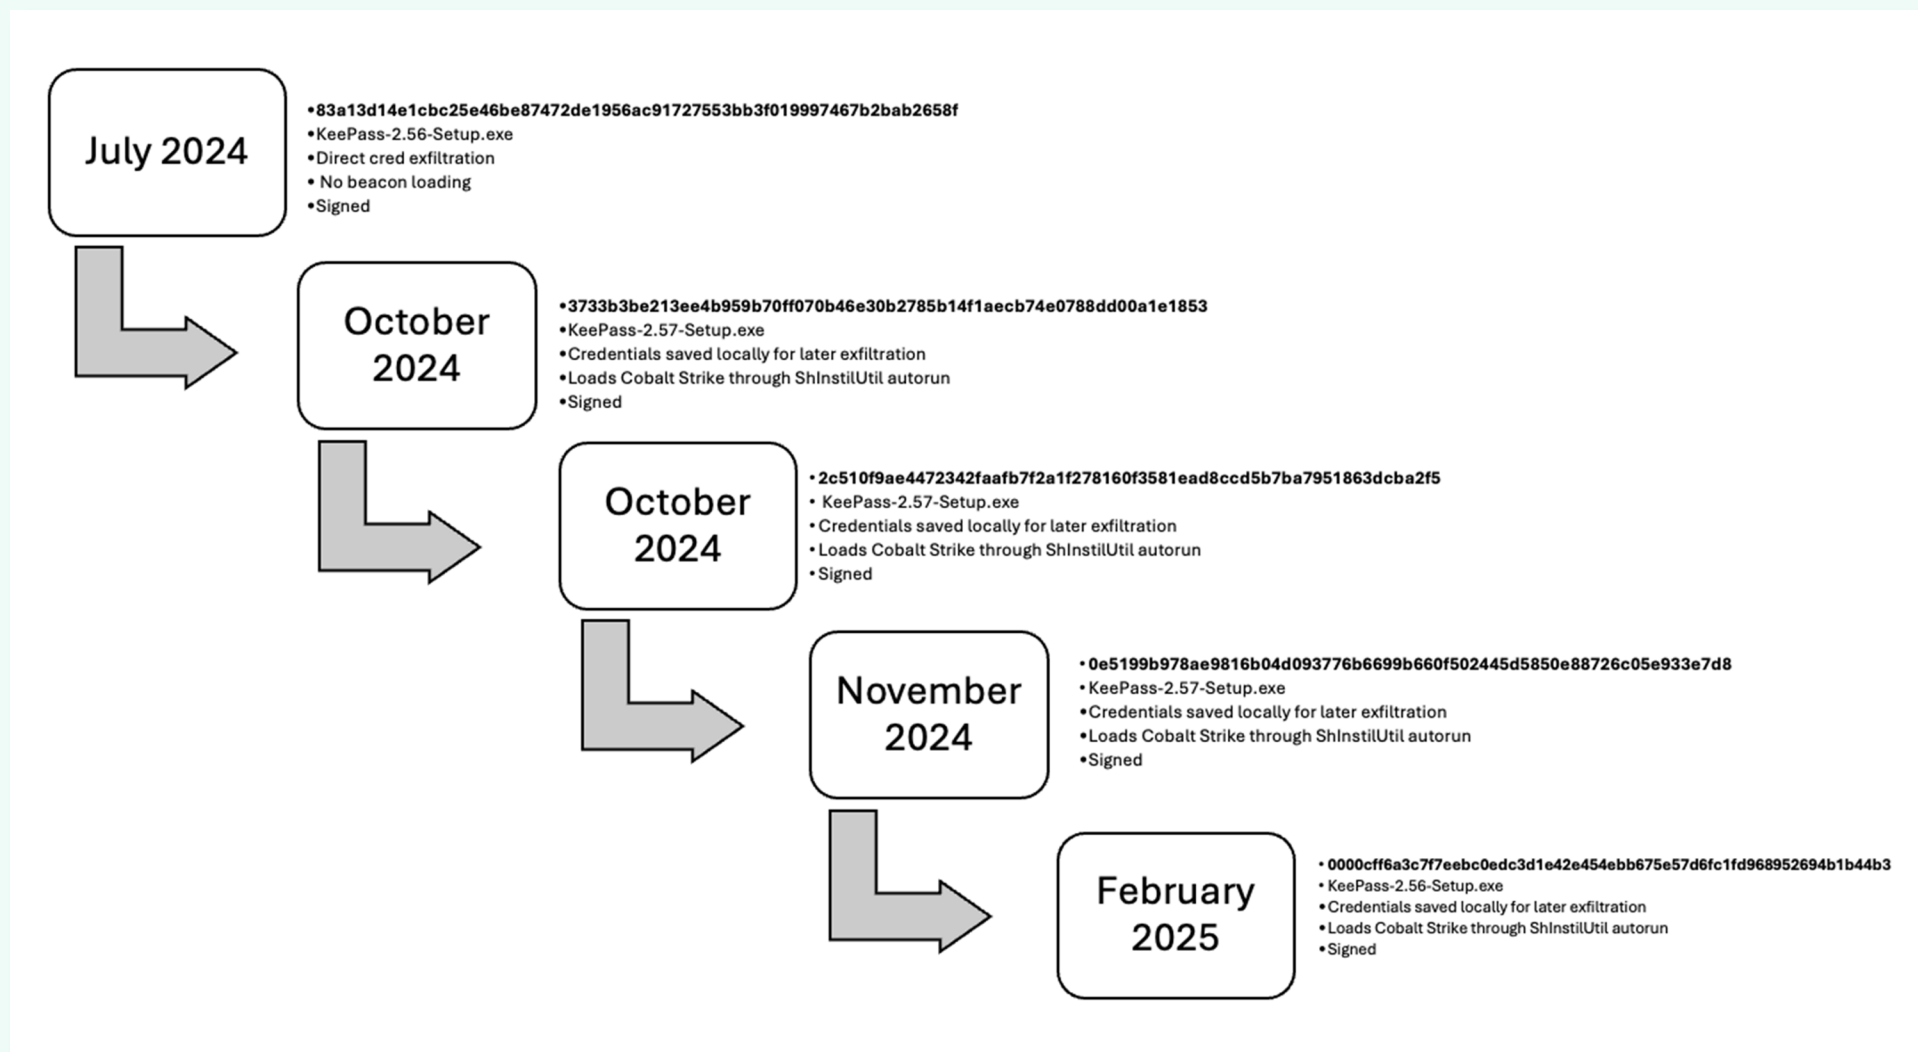 July 2024
•83a13d14e1cbc25e46be87472de1956ac91727553bb3f019997467b2bab2658f
•KeePass-2.56-Setup.exe
•Direct cred exfiltration
• No beacon loading
•Signed
October
2024
•3733b3be213ee4b959b70ff070b46e30b2785b14f1aecb74e0788dd00a1e1853
•KeePass-2.57-Setup.exe
•Credentials saved locally for later exfiltration
•Loads Cobalt Strike through ShInstilUtil autorun
•Signed
October
2024
• 2c510f9ae4472342faafb7f2a1f278160f3581ead8ccd5b7ba7951863dcba2f5
• KeePass-2.57-Setup.exe
• Credentials saved locally for later exfiltration
• Loads Cobalt Strike through ShInstilUtil autorun
• Signed
November
2024
• 0e5199b978ae9816b04d093776b6699b660f502445d5850e88726c05e933e7d8
• KeePass-2.57-Setup.exe
•Credentials saved locally for later exfiltration
•Loads Cobalt Strike through ShInstilUtil autorun
•Signed
February
2025
• 0000cff6a3c7f7eebc0edc3d1e42e454ebb675e57d6fc1fd968952694b1b44b3
• KeePass-2.56-Setup.exe
•Credentials saved locally for later exfiltration
•Loads Cobalt Strike through ShInstilUtil autorun
•Signed